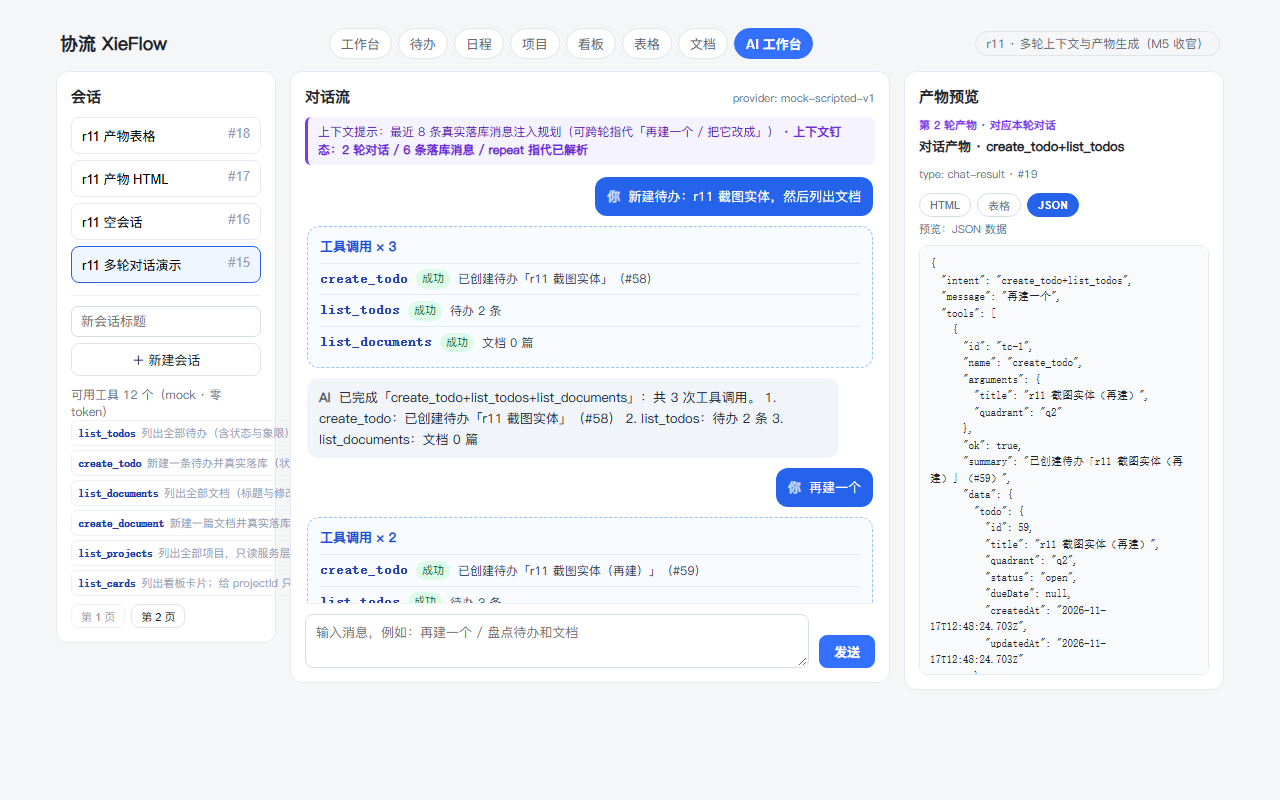 协流 XieFlow
工作台
待办
日程
项目
看板
表格
文档
AI 工作台
r11 · 多轮上下文与产物生成（M5 收官）
会话
r11 产物表格 #18
r11 产物 HTML #17
r11 空会话 #16
r11 多轮对话演示 #15
新会话标题
＋ 新建会话
可用工具 12 个（mock · 零
token）
list_todos 列出全部待办（含状态与象限）
create_todo 新建一条待办并真实落库（状
list_documents 列出全部文档（标题与修改
create_document 新建一篇文档并真实落库
list_projects 列出全部项目，只读服务层
list_cards 列出看板卡片；给 projectId 只
第 1 页
第 2 页
对话流
provider: mock-scripted-v1
上下文提示：最近 8 条真实落库消息注入规划（可跨轮指代「再建一个 / 把它改成」） · 上下文钉
态：2 轮对话 / 6 条落库消息 / repeat 指代已解析
你 新建待办：r11 截图实体，然后列出文档
工具调用 × 3
create_todo 成功 已创建待办「r11 截图实体」（#58）
list_todos 成功 待办 2 条
list_documents 成功 文档 0 篇
AI 已完成「create_todo+list_todos+list_documents」：共 3 次工具调用。 1.
create_todo：已创建待办「r11 截图实体」（#58） 2. list_todos：待办 2 条 3.
list_documents：文档 0 篇
你 再建一个
工具调用 × 2
create_todo 成功 已创建待办「r11 截图实体（再建）」（#59）
list_todos 成功 待办 3 条
输入消息，例如：再建一个 / 盘点待办和文档
发送
产物预览
第 2 轮产物 · 对应本轮对话
对话产物 · create_todo+list_todos
type: chat-result · #19
HTML
表格
JSON
预览：JSON 数据
{
"intent": "create_todo+list_todos",
"message": "再建一个",
"tools": [
{
"id": "tc-1",
"name": "create_todo",
"arguments": {
"title": "r11 截图实体（再建）",
"quadrant": "q2"
},
"ok": true,
"summary": "已创建待办「r11 截图实体（再
建）」（#59）",
"data": {
"todo": {
"id": 59,
"title": "r11 截图实体（再建）",
"quadrant": "q2",
"status": "open",
"dueDate": null,
"createdAt": "2026-11-
17T12:48:24.703Z",
"updatedAt": "2026-11-
17T12:48:24.703Z"